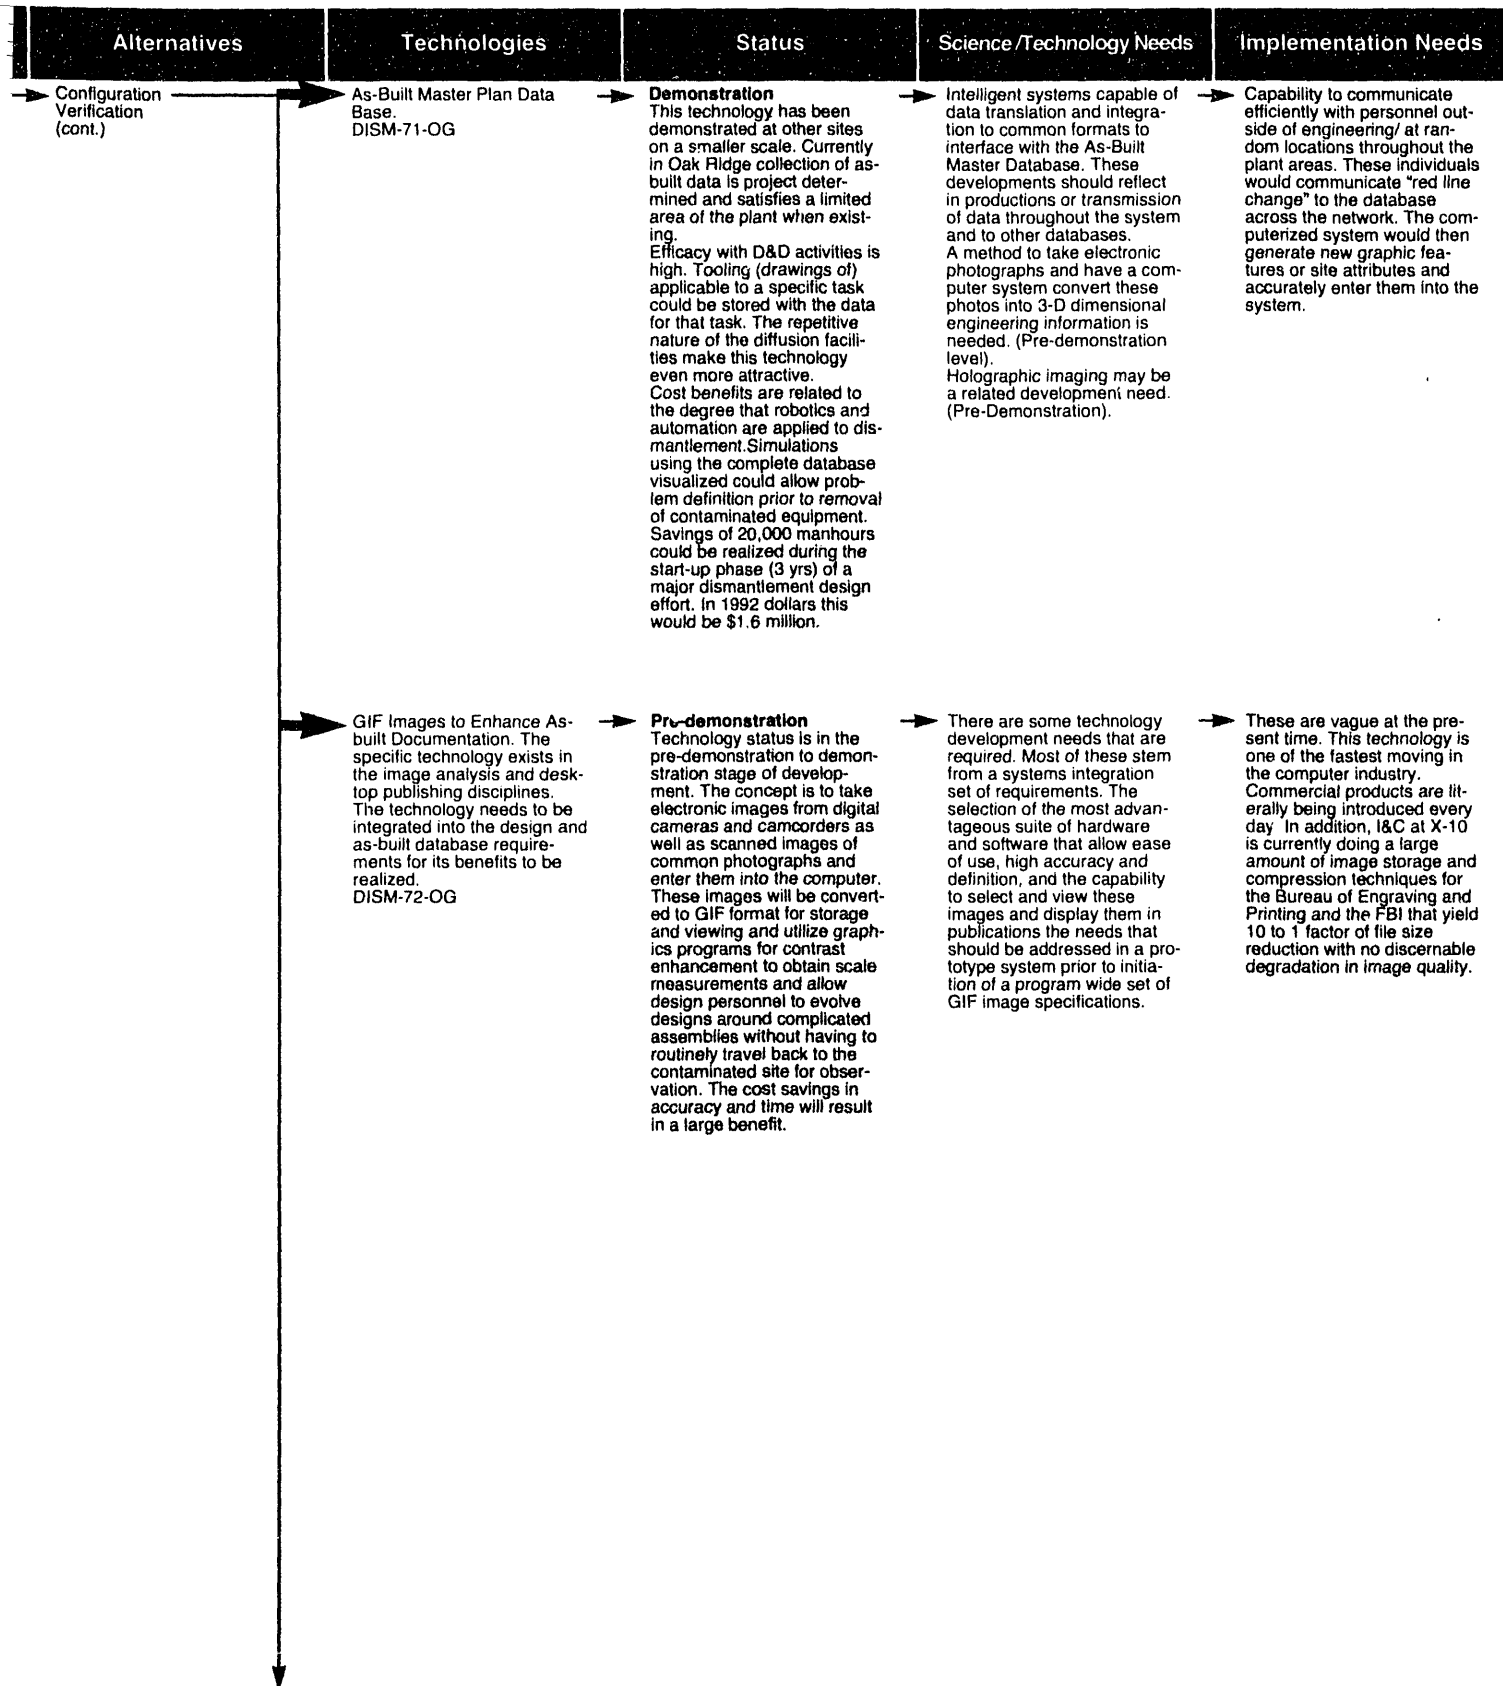 Alternatives
Technologies
Status
Science/Technology Needs
Implementation Needs
Configuration
Verification
(cont.)
As-Built Master Plan Data
Base.
DISM-71-OG
Demonstration
This technology has been
demonstrated at other sites
on a smaller scale. Currently
in Oak Ridge collection of as-
built data is project deter-
mined and satisfies a limited
area of the plant when exist-
ing.
Efficacy with D&D activities is
high. Tooling (drawings of)
applicable to a specific task
could be stored with the data
for that task. The repetitive
nature of the diffusion facili-
ties make this technology
even more attractive.
Cost benefits are related to
the degree that robotics and
automation are applied to dis-
mantlement.Simulations
using the complete database
visualized could allow prob-
lem definition prior to removal
of contaminated equipment.
Savings of 20,000 manhours
could be realized during the
start-up phase (3 yrs) of a
major dismantlement design
effort. In 1992 dollars this
would be $1.6 million.
Intelligent systems capable of
data translation and integra-
tion to common formats to
interface with the As-Built
Master Database. These
developments should reflect
in productions or transmission
of data throughout the system
and to other databases.
A method to take electronic
photographs and have a com-
puter system convert these
photos into 3-D dimensional
engineering information is
needed. (Pre-demonstration
level).
Holographic imaging may be
a related development need.
(Pre-Demonstration).
Capability to communicate
efficiently with personnel out-
side of engineering/ at ran-
dom locations throughout the
plant areas. These individuals
would communicate "red line
change" to the database
across the network. The com-
puterized system would then
generate new graphic fea-
tures or site attributes and
accurately enter them into the
system.
GIF Images to Enhance As-
built Documentation. The
specific technology exists in
the image analysis and desk-
top publishing disciplines.
The technology needs to be
integrated into the design and
as-built database require-
ments for its benefits to be
realized.
DISM-72-OG
Pre-demonstration
Technology status is in the
pre-demonstration to demon-
stration stage of develop-
ment. The concept is to take
electronic images from digital
cameras and camcorders as
well as scanned images of
common photographs and
enter them into the computer.
These images will be convert-
ed to GIF format for storage
and viewing and utilize graph-
ics programs for contrast
enhancement to obtain scale
measurements and allow
design personnel to evolve
designs around complicated
assemblies without having to
routinely travel back to the
contaminated site for obser-
vation. The cost savings in
accuracy and time will result
in a large benefit.
There are some technology
development needs that are
required. Most of these stem
from a systems integration
set of requirements. The
selection of the most advan-
tageous suite of hardware
and software that allow ease
of use, high accuracy and
definition, and the capability
to select and view these
images and display them in
publications the needs that
should be addressed in a pro-
totype system prior to initia-
tion of a program wide set of
GIF image specifications.
These are vague at the pre-
sent time. This technology is
one of the fastest moving in
the computer industry.
Commercial products are lit-
erally being introduced every
day In addition, I&C at X-10
is currently doing a large
amount of image storage and
compression techniques for
the Bureau of Engraving and
Printing and the FBI that yield
10 to 1 factor of file size
reduction with no discernable
degradation in image quality.